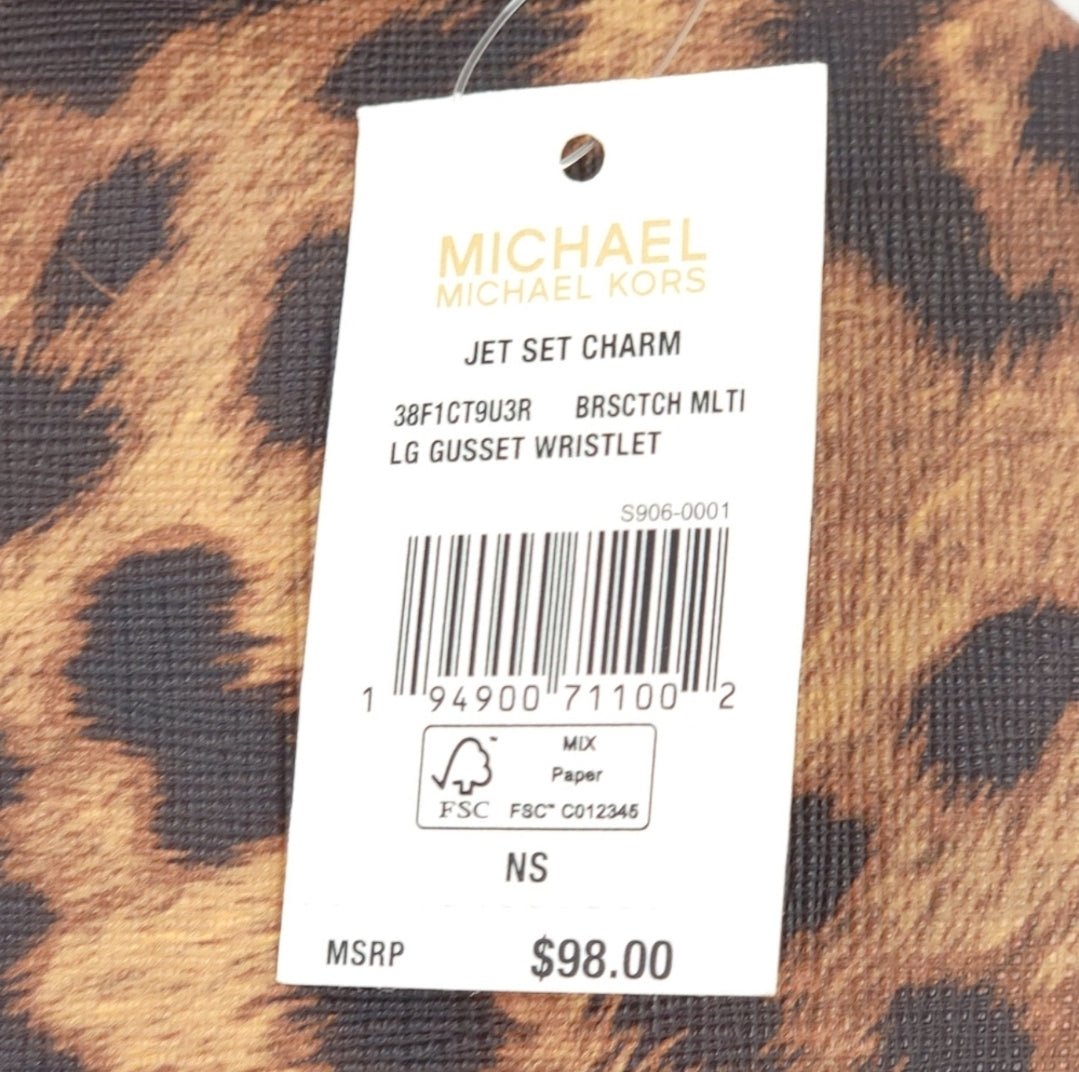 MICHAEL
MICHAEL KORS
JET SET CHARM
38F1CT9U3R BRSCTCH MLTI
LG GUSSET WRISTLET
S906-0001
1 94900 71100 2
MIX
Paper
FSC™ C012345
FSC
NS
MSRP $98.00